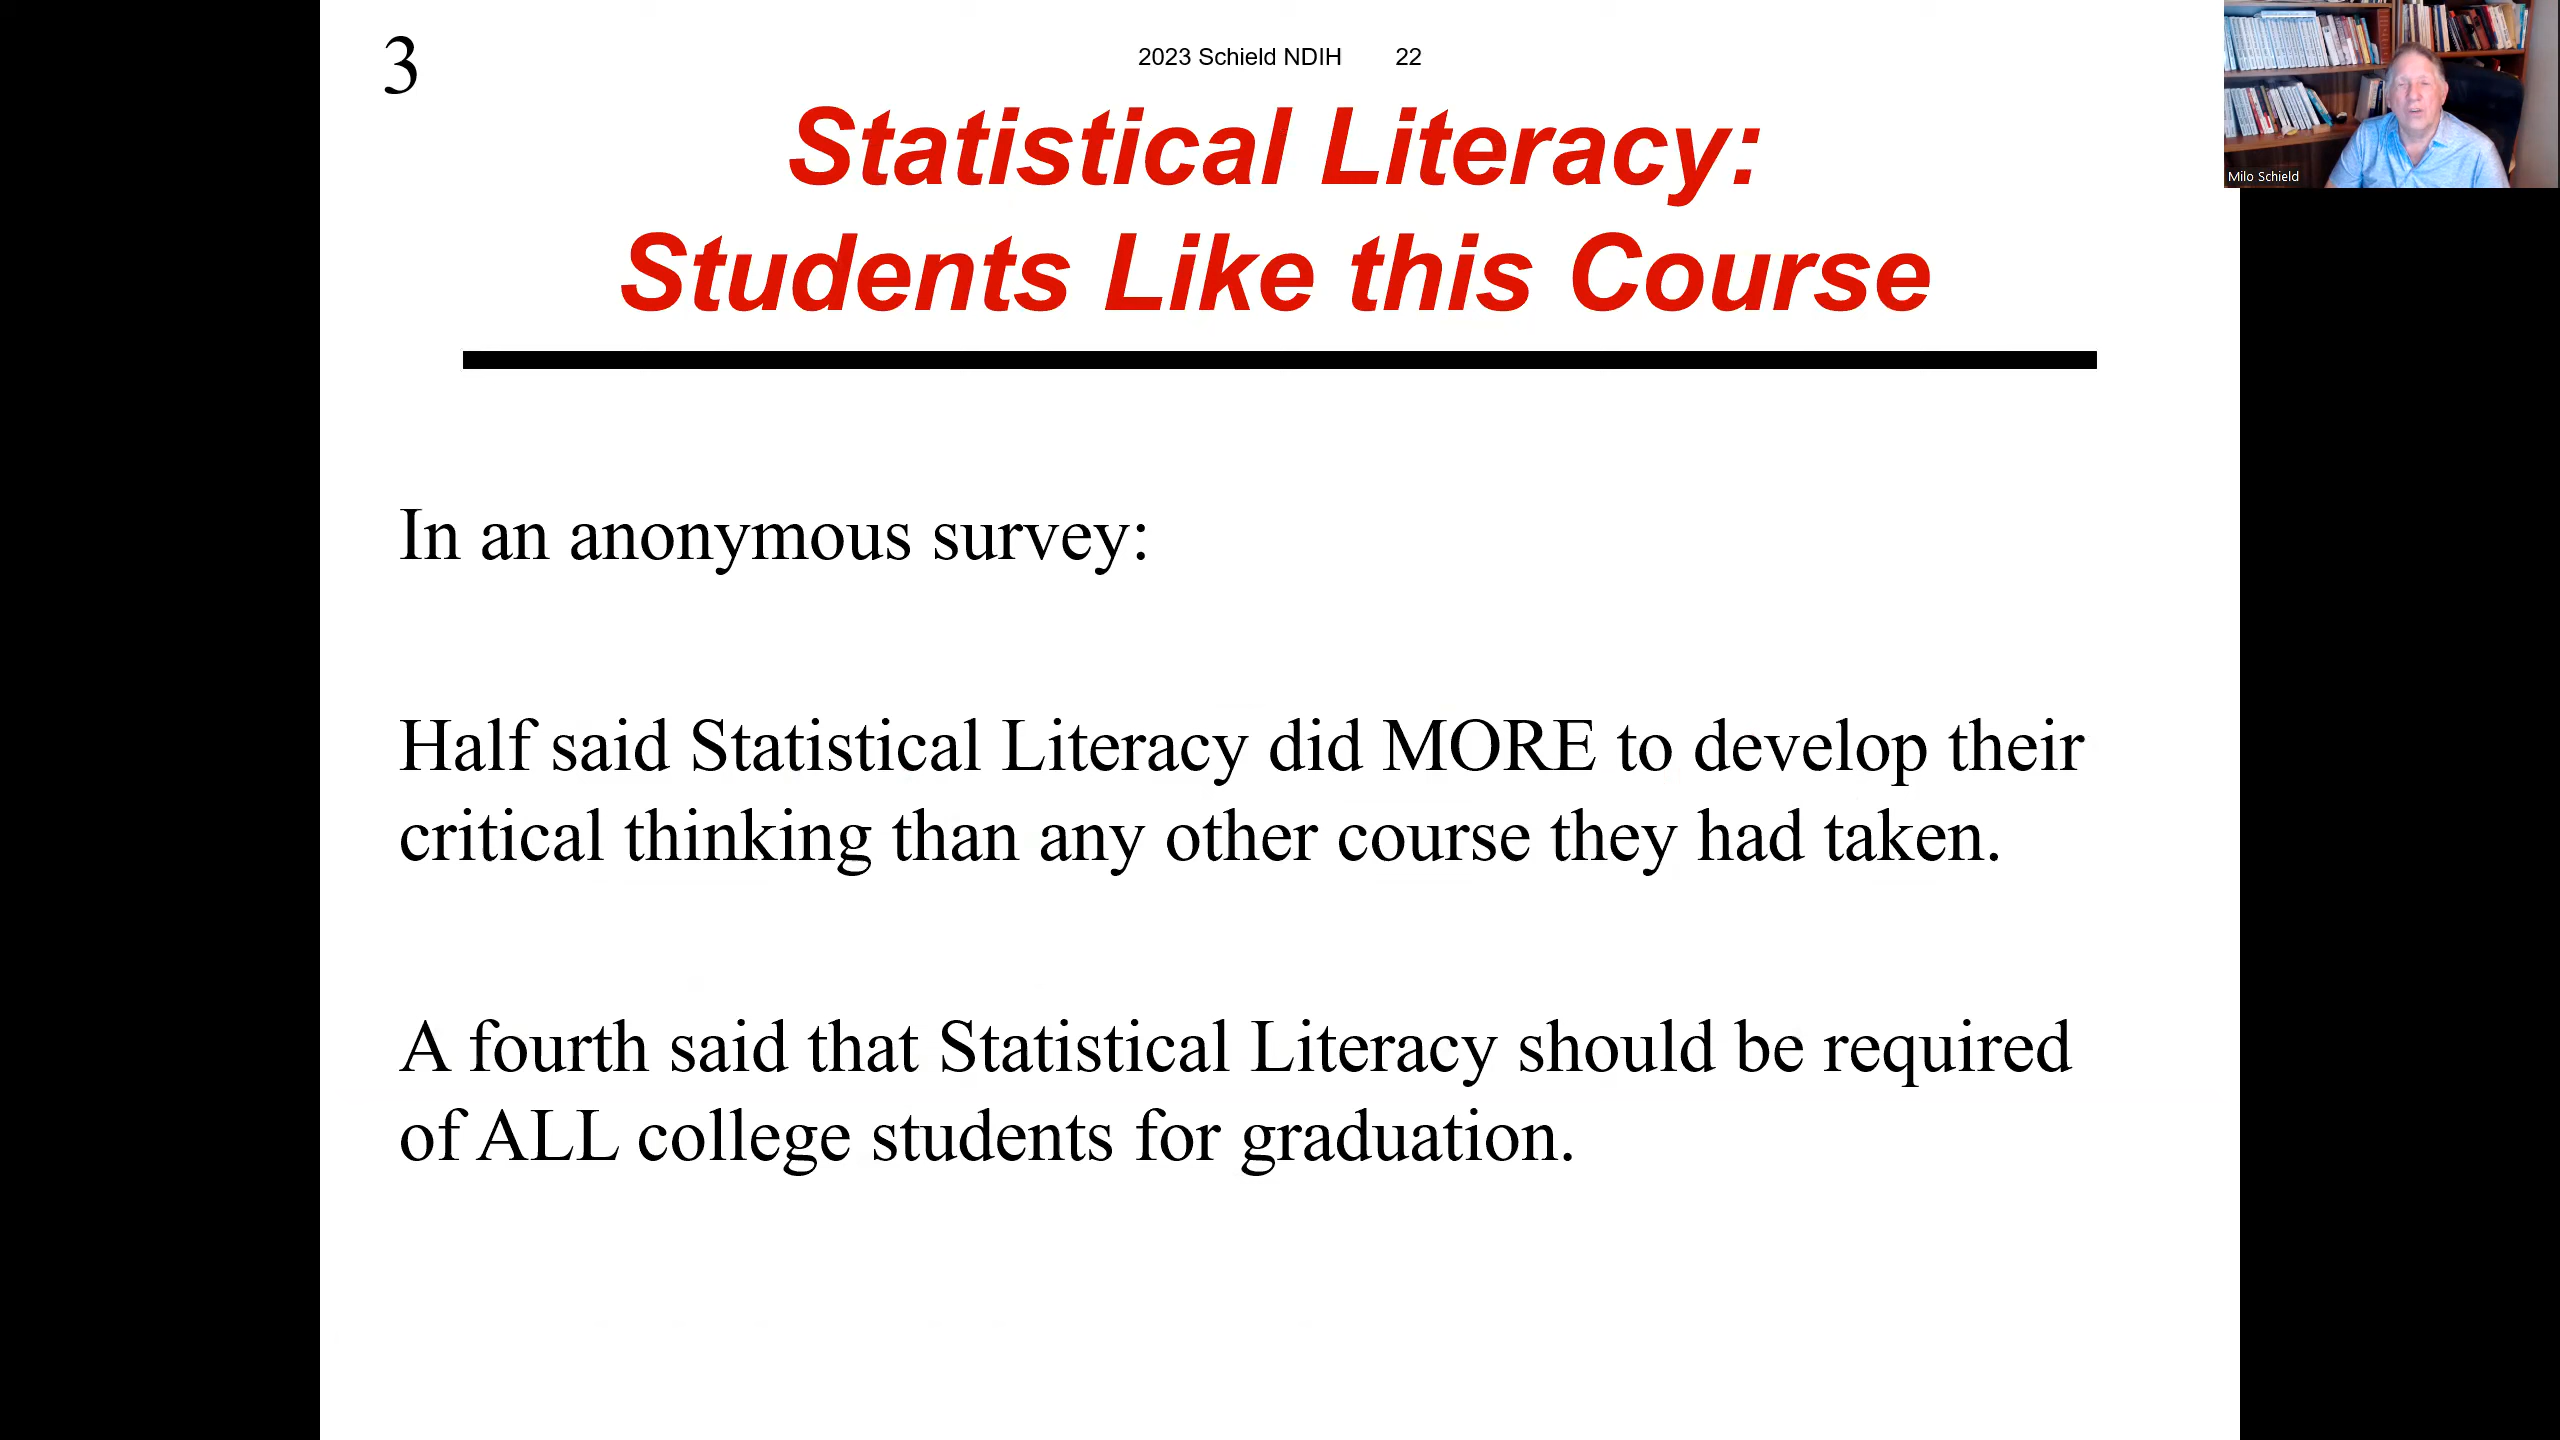 3
2023 Schield NDIH 22
Statistical Literacy:
Students Like this Course
Milo Schield
In an anonymous survey:
Half said Statistical Literacy did MORE to develop their
critical thinking than any other course they had taken.
A fourth said that Statistical Literacy should be required
of ALL college students for graduation.